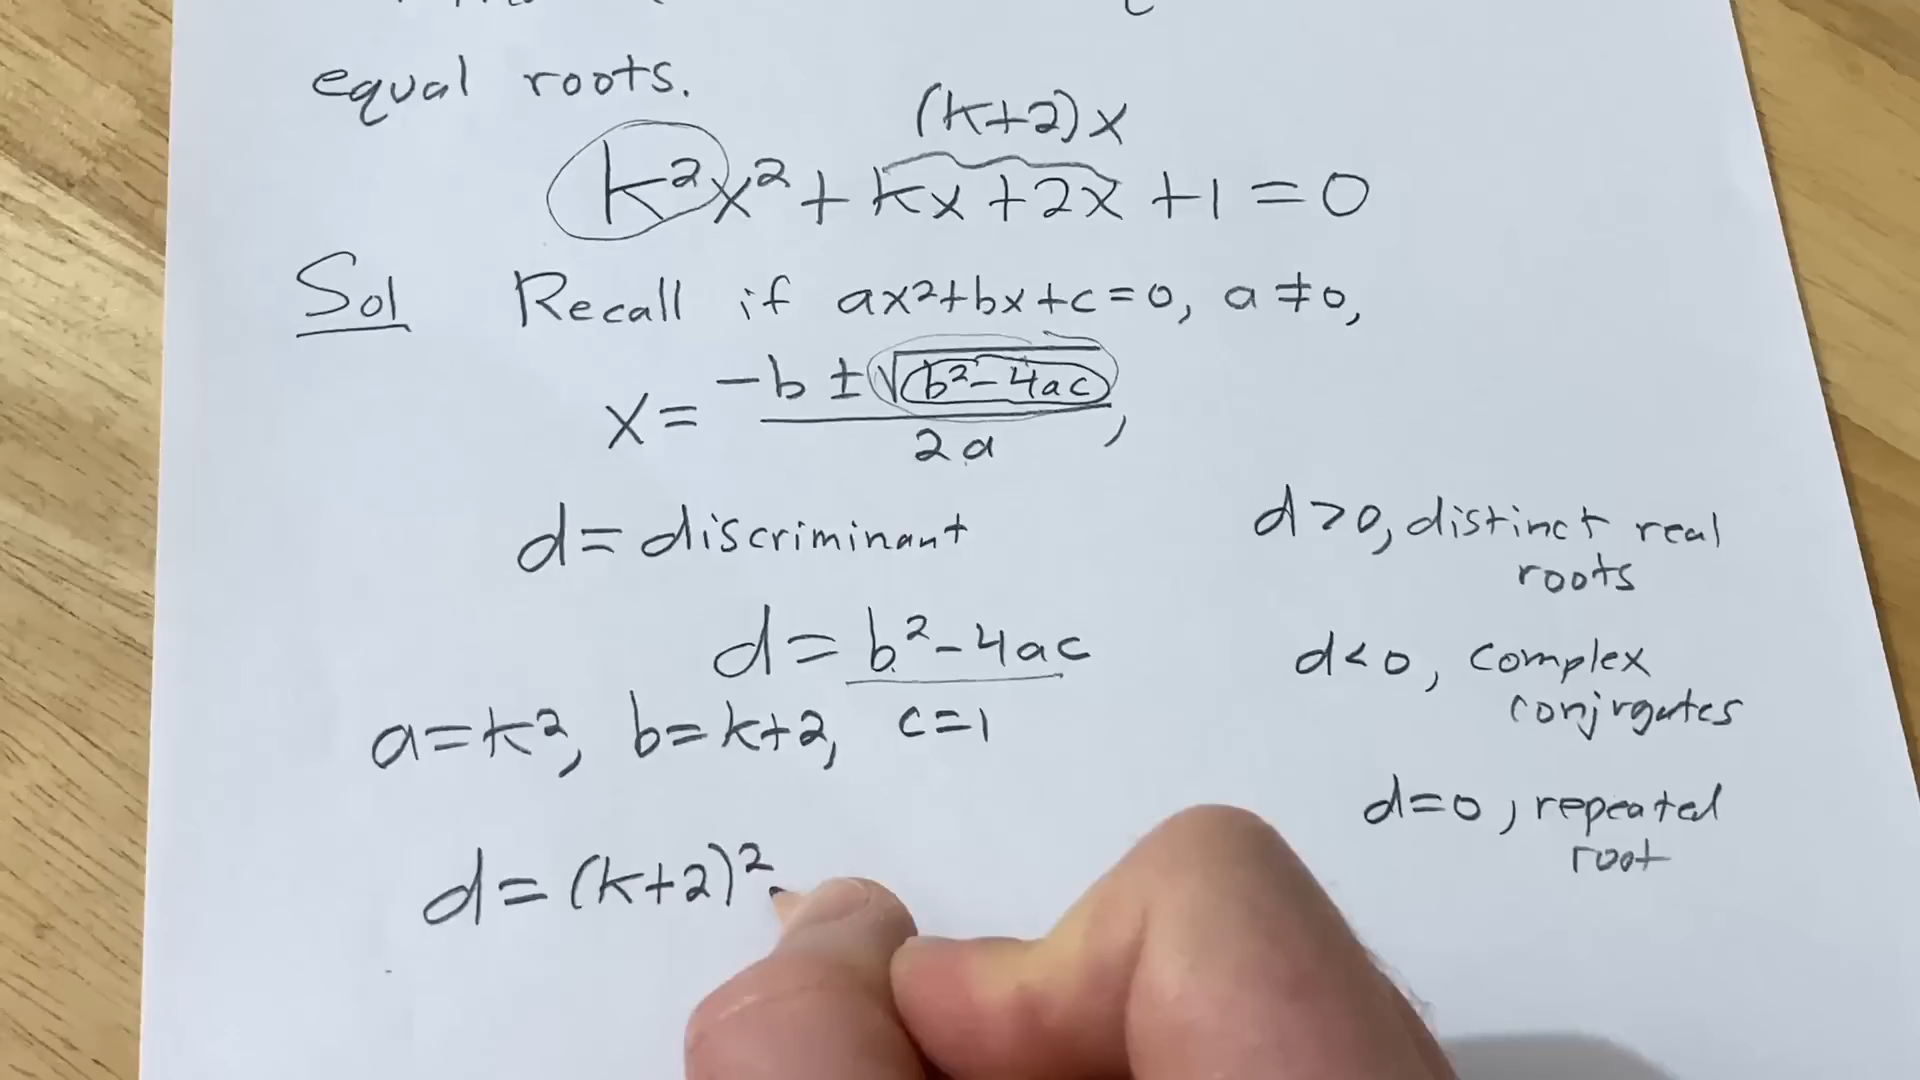 equal roots.
(k+2)x
k²x² + kx + 2x + 1 = 0
Sol Recall if ax²+bx+c=0, a≠0,
x = -b ± √b²-4ac
2a ,
d = discriminant
d = b²-4ac
a=k², b=k+2, c=1
d = (k+2)²
d>0, distinct real
roots
d<0, complex
conjugates
d=0, repeated
root